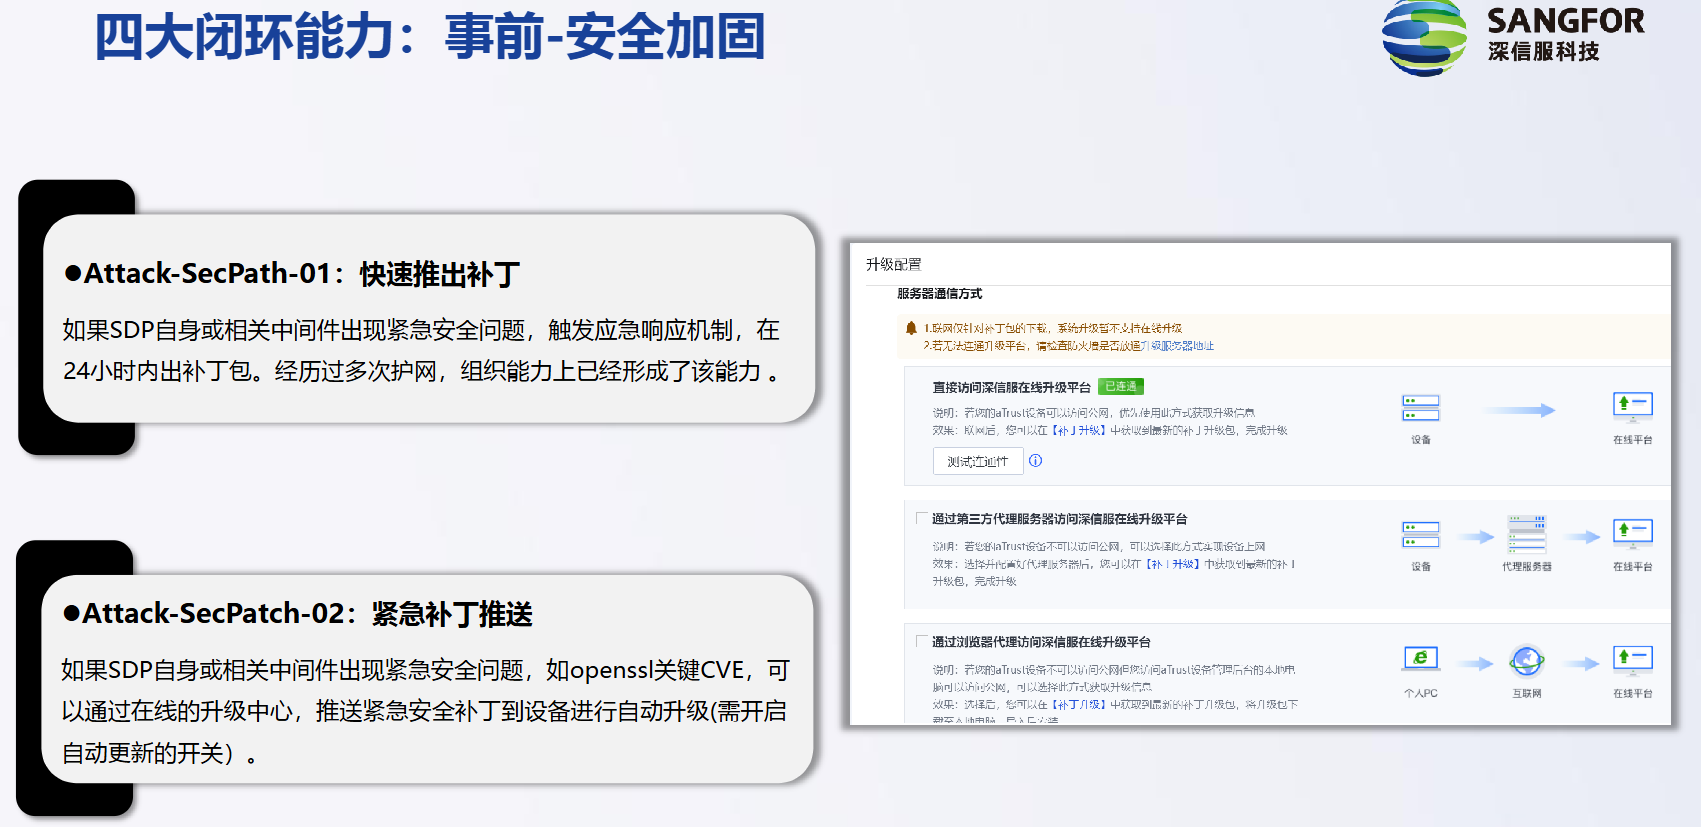 四大闭环能力：事前-安全加固
SANGFOR
深信服科技
●Attack-SecPath-01：快速推出补丁
如果SDP自身或相关中间件出现紧急安全问题，触发应急响应机制，在
24小时内出补丁包。经历过多次护网，组织能力上已经形成了该能力 。
●Attack-SecPatch-02：紧急补丁推送
如果SDP自身或相关中间件出现紧急安全问题，如openssl关键CVE，可
以通过在线的升级中心，推送紧急安全补丁到设备进行自动升级(需开启
自动更新的开关）。
升级配置
服务器通信方式
1.联网仅针对补丁包的下载，系统升级暂不支持在线升级
2.若无法连通升级平台，请检查防火墙是否放通升级服务器地址
直接访问深信服在线升级平台 已连通
说明：若您的aTrust设备可以访问公网，优先使用此方式获取升级信息
效果：联网后，您可以在【补丁升级】中获取到最新的补丁升级包，完成升级
测试连通性
设备
在线平台
通过第三方代理服务器访问深信服在线升级平台
说明：若您的aTrust设备不可以访问公网，可以选择此方式实现设备上网
效果：选择并配置好代理服务器后，您可以在【补丁升级】中获取到最新的补丁
升级包，完成升级
设备
代理服务器
在线平台
通过浏览器代理访问深信服在线升级平台
说明：若您的aTrust设备不可以访问公网但您访问aTrust设备管理后台的本地电
脑可以访问公网，可以选择此方式获取升级信息
效果：选择后，您可以在【补丁升级】中获取到最新的补丁升级包，将升级包下
个人PC
互联网
在线平台